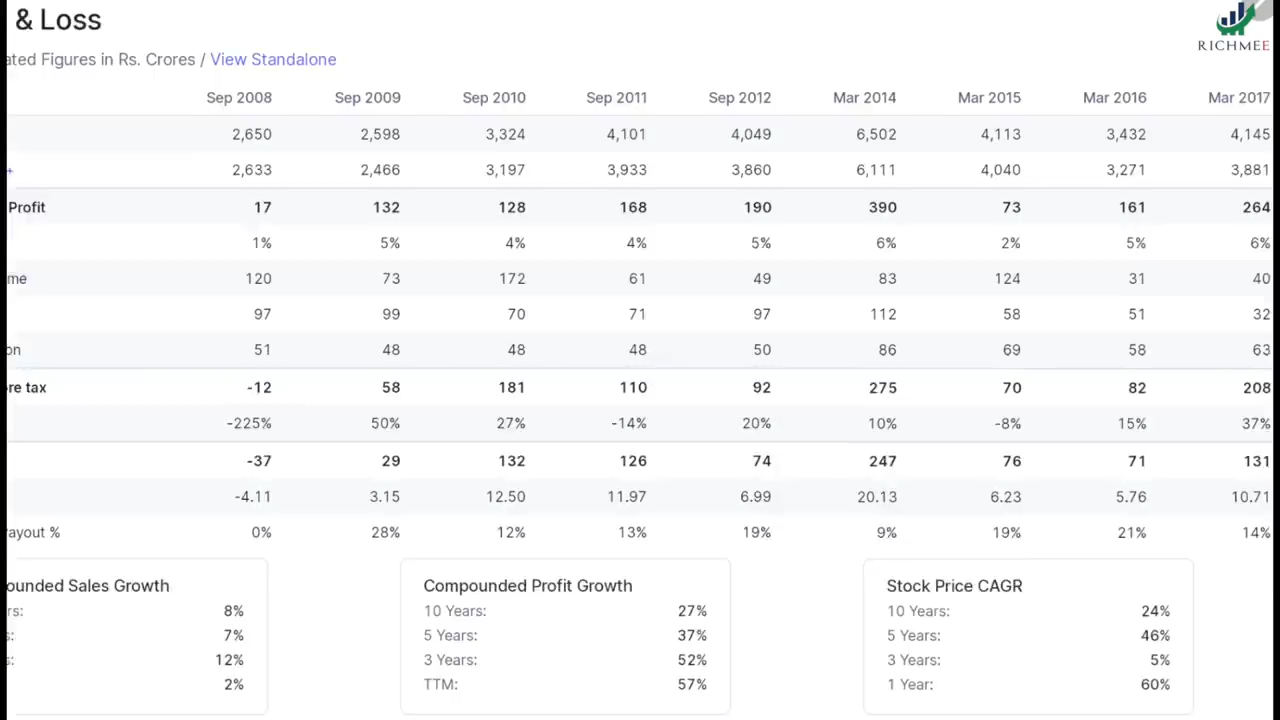 & Loss
RICHMEE
ated Figures in Rs. Crores / View Standalone
Sep 2008 Sep 2009 Sep 2010 Sep 2011 Sep 2012 Mar 2014 Mar 2015 Mar 2016 Mar 2017
2,650 2,598 3,324 4,101 4,049 6,502 4,113 3,432 4,145
+ 2,633 2,466 3,197 3,933 3,860 6,111 4,040 3,271 3,881
Profit 17 132 128 168 190 390 73 161 264
1% 5% 4% 4% 5% 6% 2% 5% 6%
me 120 73 172 61 49 83 124 31 40
97 99 70 71 97 112 58 51 32
on 51 48 48 48 50 86 69 58 63
re tax -12 58 181 110 92 275 70 82 208
-225% 50% 27% -14% 20% 10% -8% 15% 37%
-37 29 132 126 74 247 76 71 131
-4.11 3.15 12.50 11.97 6.99 20.13 6.23 5.76 10.71
ayout % 0% 28% 12% 13% 19% 9% 19% 21% 14%
ounded Sales Growth
rs: 8%
s: 7%
s: 12%
2%
Compounded Profit Growth
10 Years: 27%
5 Years: 37%
3 Years: 52%
TTM: 57%
Stock Price CAGR
10 Years: 24%
5 Years: 46%
3 Years: 5%
1 Year: 60%